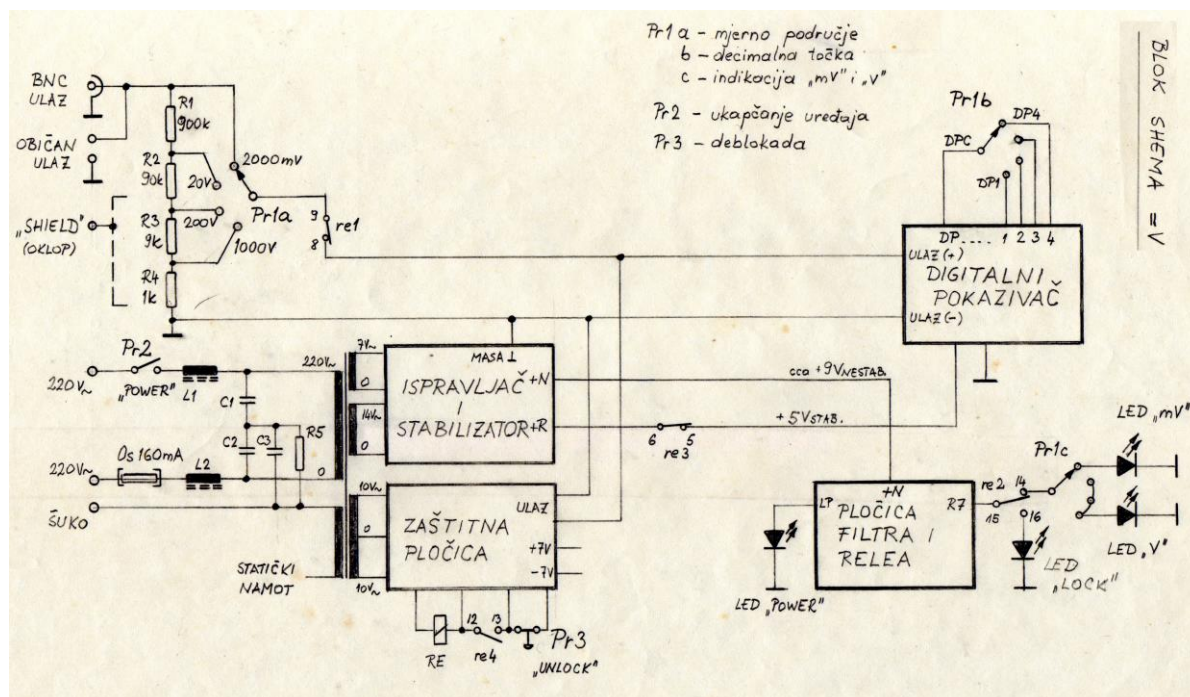 Pr1 a - mjerno područje
b - decimalna točka
c - indikacija „mV" i „V"
Pr2 - ukapčanje uređaja
Pr3 - deblokada
BLOK SHEMA =V
BNC
ULAZ
OBIČAN
ULAZ
„SHIELD"
(OKLOP)
R1
900k
R2
90k
R3
9k
R4
1k
2000mV
20V
200V
1000V
Pr1a
9
8
re1
Pr1b
DP4
DPC
DP1
DP.... 1 2 3 4
ULAZ(+)
DIGITALNI
POKAZIVAČ
ULAZ(-)
Pr2
220V~
„POWER"
L1
C1
C2
C3
R5
220V~
0
220V~
Os 160mA
L2
ŠUKO
STATIČKI
NAMOT
7V~
0
14V~
0
MASA ⊥
ISPRAVLJAČ
I
STABILIZATOR
+N
+R
cca +9V NESTAB.
+5V STAB.
6
5
re3
10V~
0
10V~
ULAZ
ZAŠTITNA
PLOČICA
+7V
-7V
RE
12
13
re4
Pr3
„UNLOCK"
LP
+N
R7
PLOČICA
FILTRA I
RELEA
LED „POWER"
re2
14
15
16
Pr1c
LED „mV"
LED „V"
LED
„LOCK"